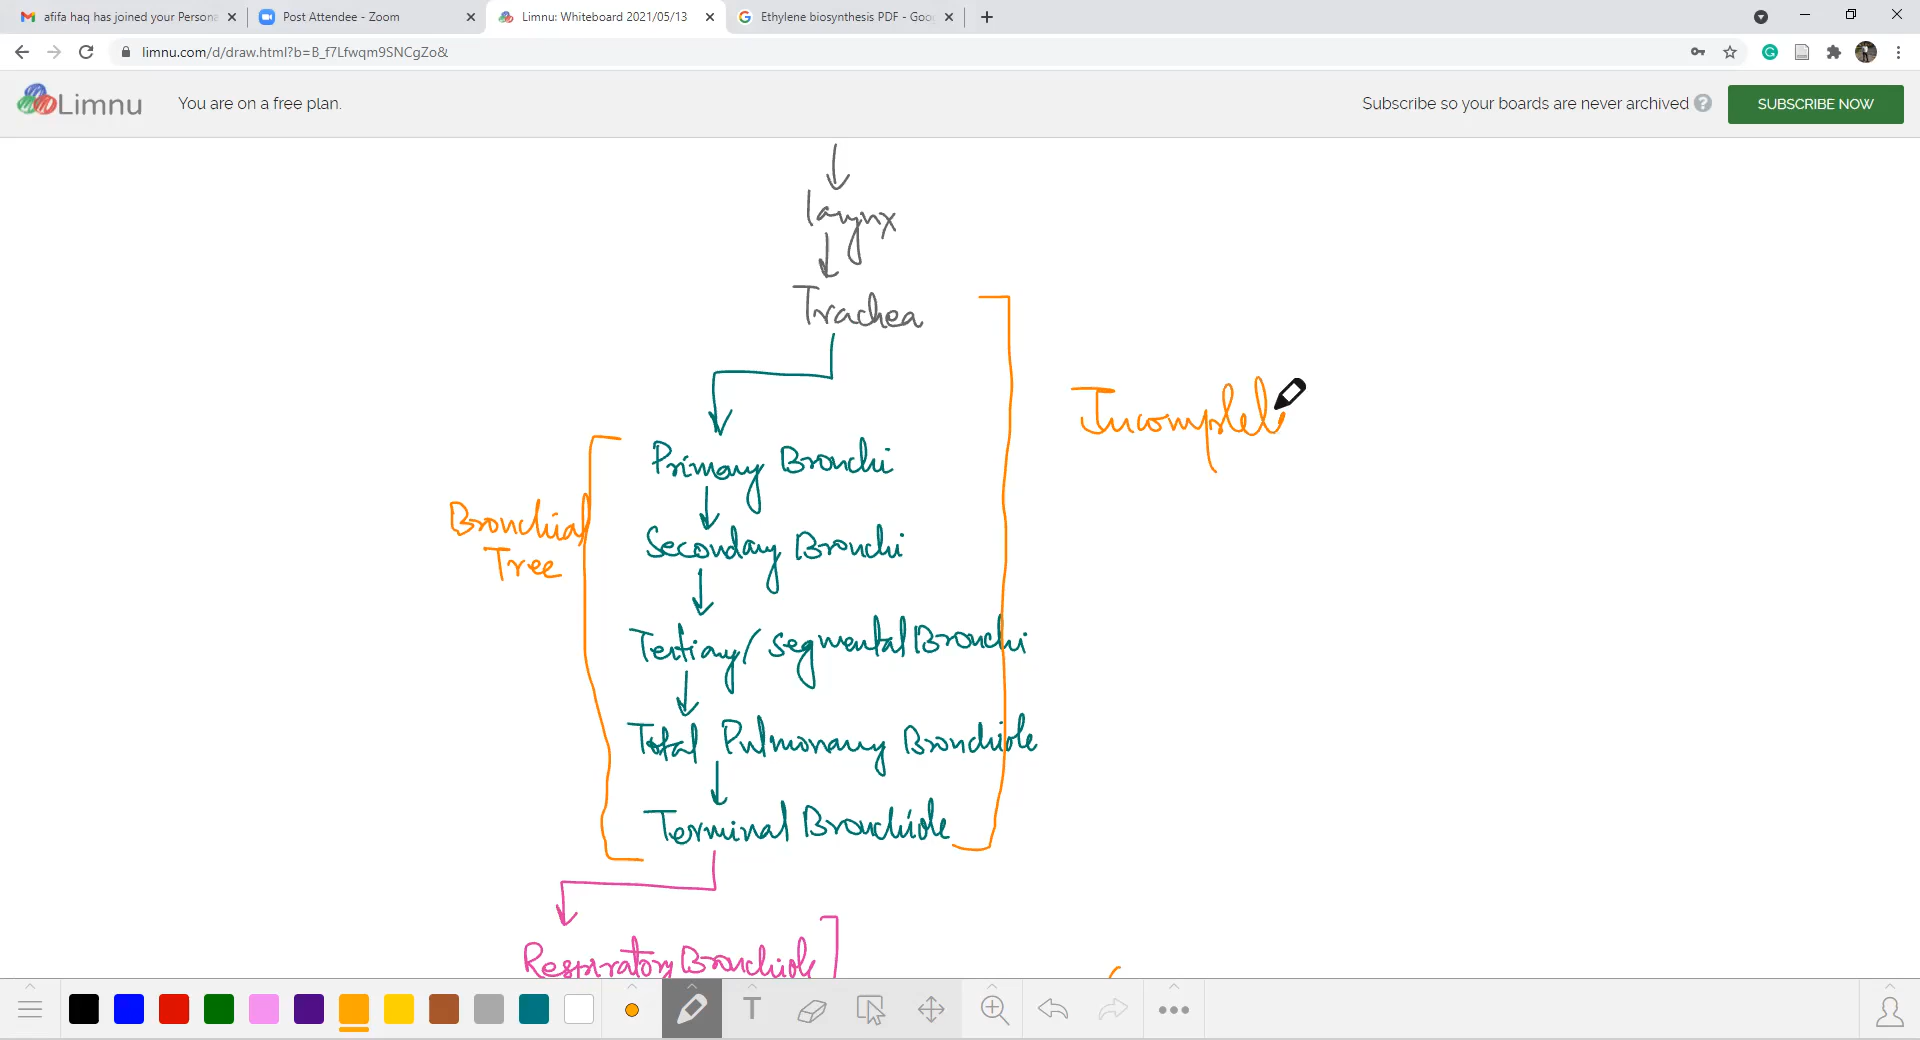 afifa haq has joined your Persona
Post Attendee - Zoom
Limnu: Whiteboard 2021/05/13
Ethylene biosynthesis PDF - Goo
limnu.com/d/draw.html?b=B_f7Lfwqm9SNCgZo&
Limnu
You are on a free plan.
Subscribe so your boards are never archived ?
SUBSCRIBE NOW
larynx
Trachea
Incomplet
Primary Bronchi
Bronchial
Tree
Secondary Bronchi
Tertiary/Segmental Bronchi
Total Pulmonary Bronchiole
Terminal Bronchiole
Respiratory Bronchiole
T